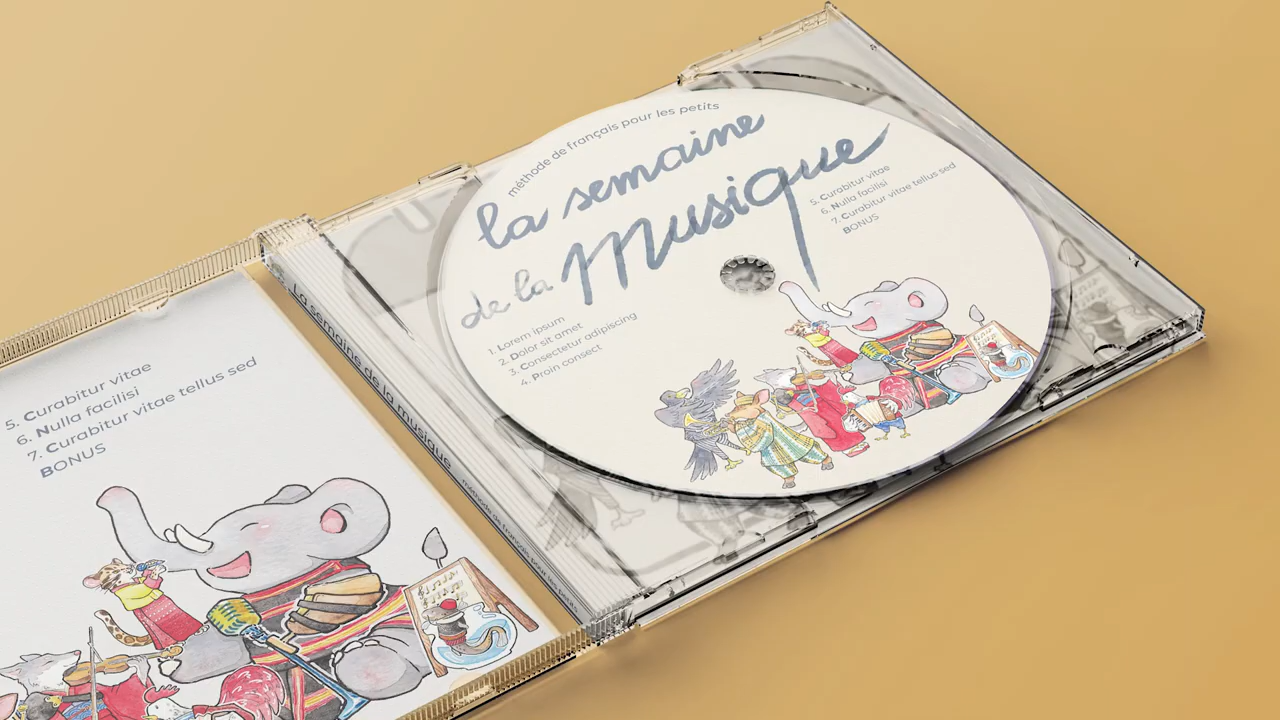 méthode de français pour les petits
la semaine
de la Musique
5. Curabitur vitae
6. Nulla facilisi
7. Curabitur vitae tellus sed
BONUS
1. Lorem ipsum
2. Dolor sit amet
3. Consectetur adipiscing
4. Proin consect
La semaine de la musique
méthode de français pour les petits
5. Curabitur vitae
6. Nulla facilisi
7. Curabitur vitae tellus sed
BONUS